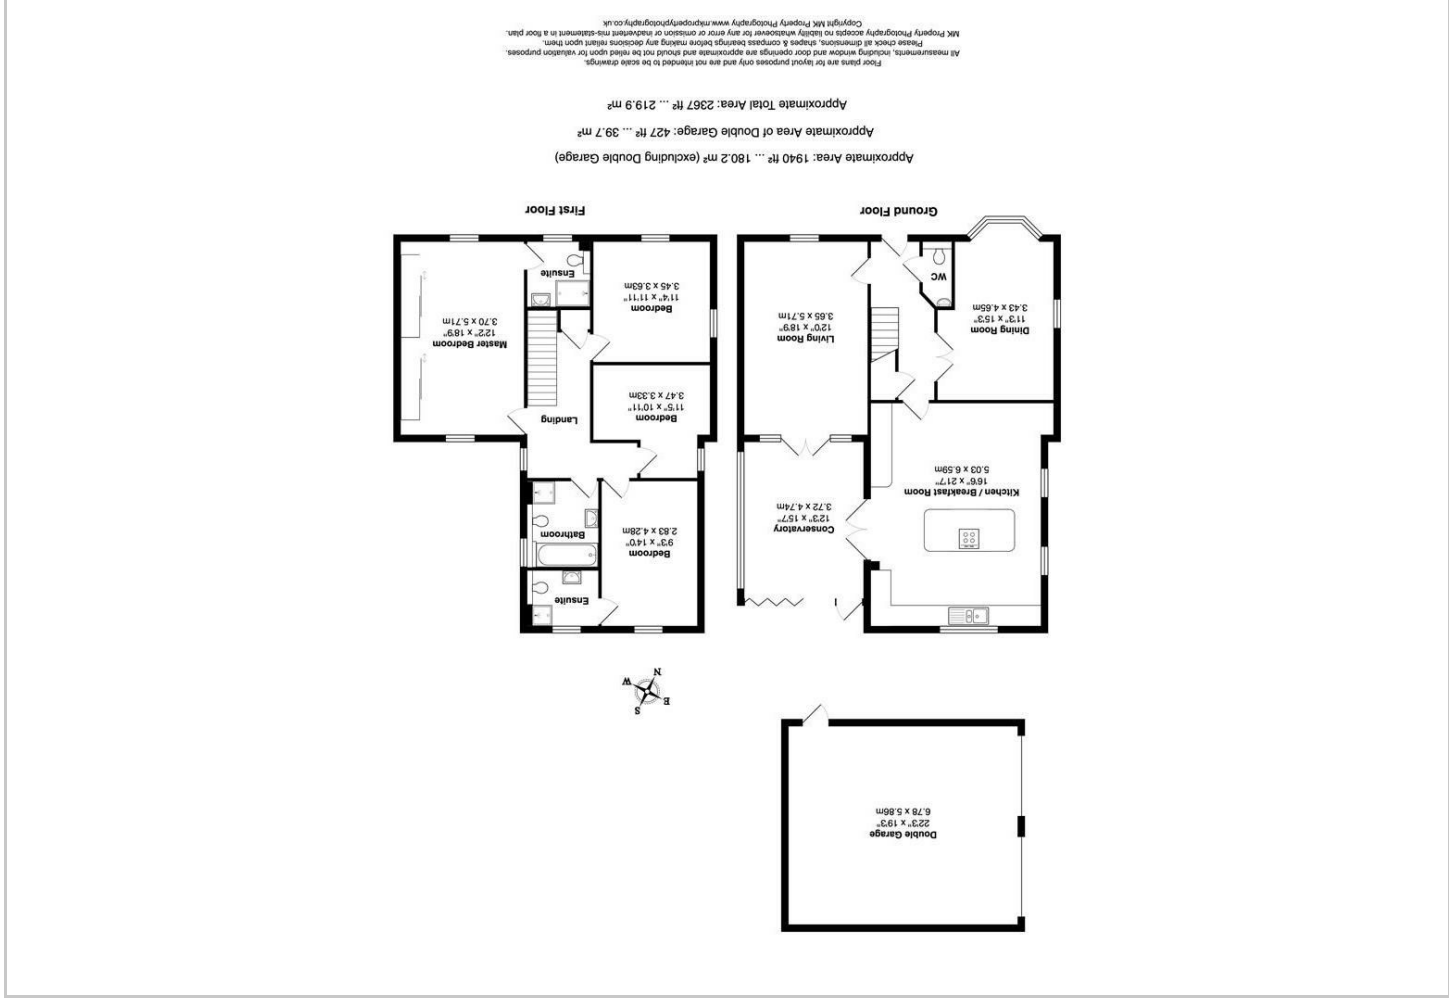 Double Garage
22'3" x 19'3"
6.78 x 5.86m
S
E
W
N
Kitchen / Breakfast Room
16'6" x 21'7"
5.03 x 6.59m
Conservatory
12'3" x 15'7"
3.72 x 4.74m
Dining Room
11'3" x 15'3"
3.43 x 4.65m
WC
Living Room
12'0" x 18'9"
3.65 x 5.71m
Ground Floor
Bedroom
9'3" x 14'0"
2.83 x 4.28m
Ensuite
Bathroom
Bedroom
11'5" x 10'11"
3.47 x 3.33m
Landing
Bedroom
11'4" x 11'11"
3.45 x 3.63m
Ensuite
Master Bedroom
12'2" x 18'9"
3.70 x 5.71m
First Floor
Approximate Area: 1940 ft² ... 180.2 m² (excluding Double Garage)
Approximate Area of Double Garage: 427 ft² ... 39.7 m²
Approximate Total Area: 2367 ft² ... 219.9 m²
Floor plans are for layout purposes only and are not intended to be scale drawings.
All measurements, including window and door openings are approximate and should not be relied upon for valuation purposes.
Please check all dimensions, shapes & compass bearings before making any decisions reliant upon them.
MK Property Photography accepts no liability whatsoever for any error or omission or inadvertent mis-statement in a floor plan.
Copyright MK Property Photography www.mkpropertyphotography.co.uk